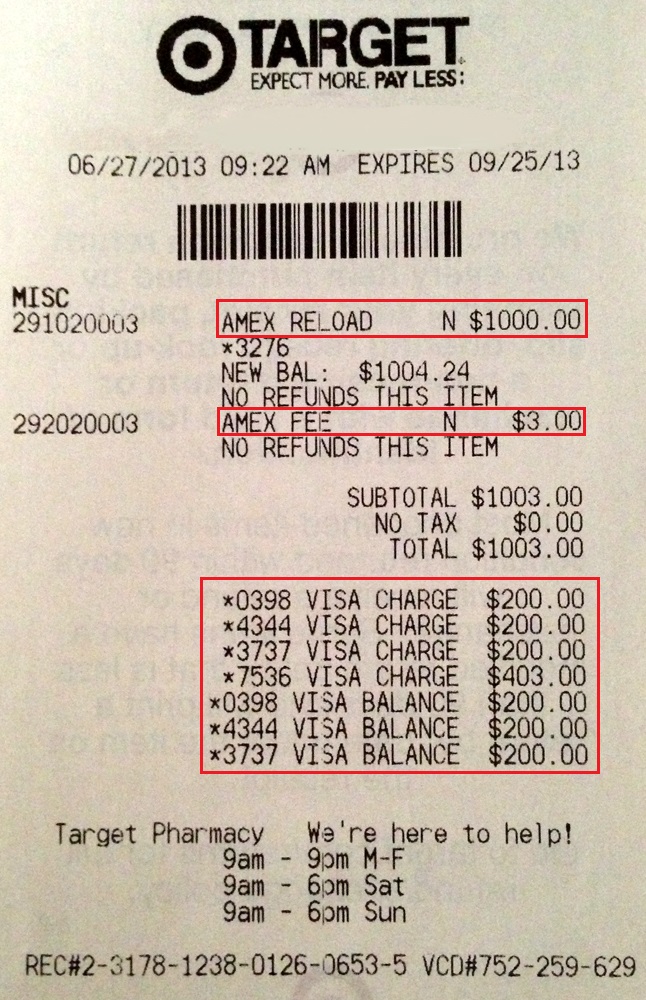 TARGET
EXPECT MORE. PAY LESS.
06/27/2013 09:22 AM EXPIRES 09/25/13
MISC
291020003 AMEX RELOAD N $1000.00
*3276
NEW BAL: $1004.24
NO REFUNDS THIS ITEM
292020003 AMEX FEE N $3.00
NO REFUNDS THIS ITEM
SUBTOTAL $1003.00
NO TAX $0.00
TOTAL $1003.00
*0398 VISA CHARGE $200.00
*4344 VISA CHARGE $200.00
*3737 VISA CHARGE $200.00
*7536 VISA CHARGE $403.00
*0398 VISA BALANCE $200.00
*4344 VISA BALANCE $200.00
*3737 VISA BALANCE $200.00
Target Pharmacy We're here to help!
9am - 9pm M-F
9am - 6pm Sat
9am - 6pm Sun
REC#2-3178-1238-0126-0653-5 VCD#752-259-629